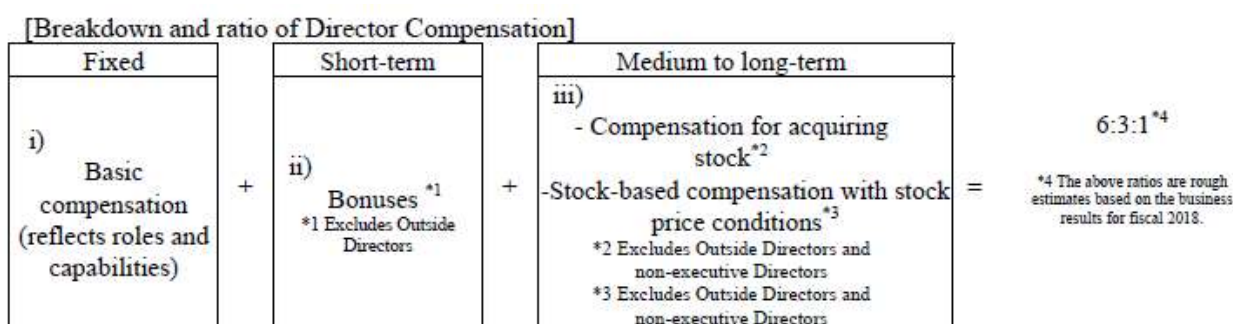 [Breakdown and ratio of Director Compensation]
Fixed
i)
Basic
compensation
(reflects roles and
capabilities)
+
Short-term
ii)
Bonuses *1
*1 Excludes Outside
Directors
+
Medium to long-term
iii)
- Compensation for acquiring
stock*2
-Stock-based compensation with stock
price conditions*3
*2 Excludes Outside Directors and
non-executive Directors
*3 Excludes Outside Directors and
non-executive Directors
=
6:3:1*4
*4 The above ratios are rough
estimates based on the business
results for fiscal 2018.